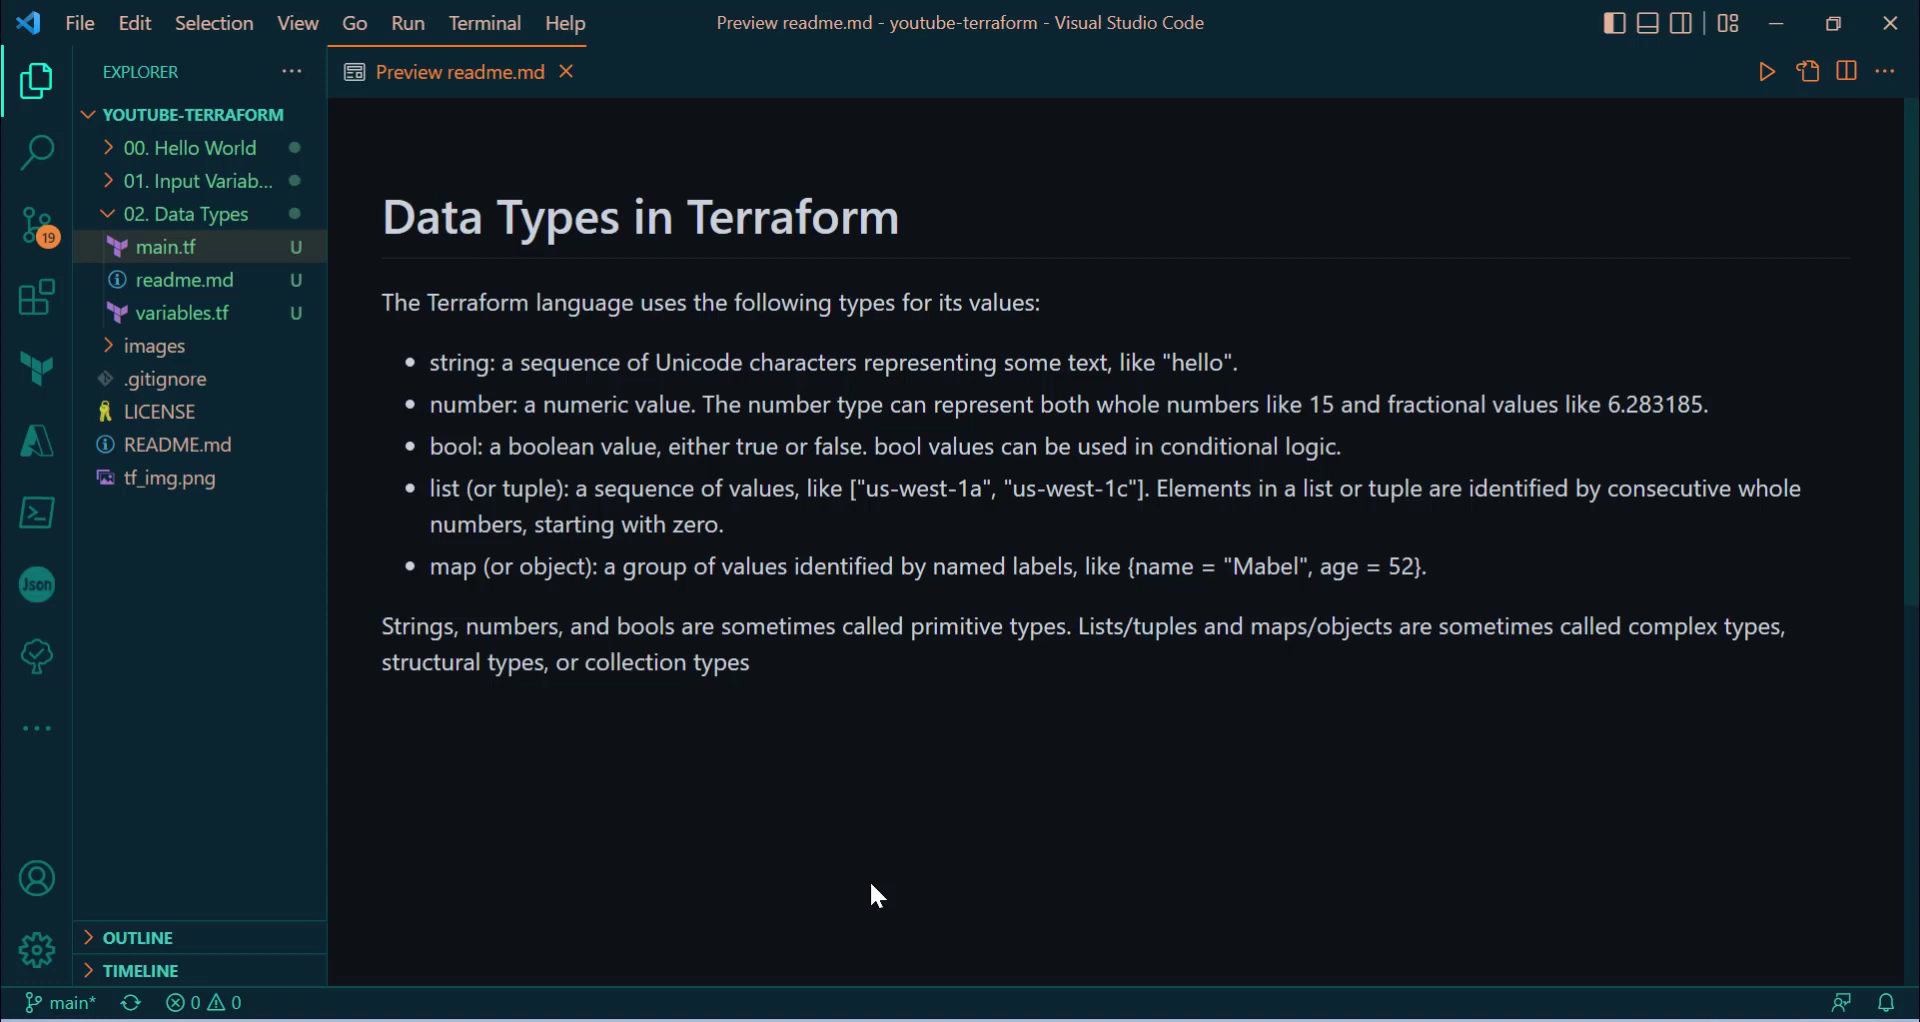 File Edit Selection View Go Run Terminal Help
Preview readme.md - youtube-terraform - Visual Studio Code
EXPLORER
Preview readme.md
YOUTUBE-TERRAFORM
00. Hello World
01. Input Variab...
02. Data Types
main.tf U
readme.md U
variables.tf U
images
.gitignore
LICENSE
README.md
tf_img.png
19
Json
OUTLINE
TIMELINE
Data Types in Terraform
The Terraform language uses the following types for its values:
• string: a sequence of Unicode characters representing some text, like "hello".
• number: a numeric value. The number type can represent both whole numbers like 15 and fractional values like 6.283185.
• bool: a boolean value, either true or false. bool values can be used in conditional logic.
• list (or tuple): a sequence of values, like ["us-west-1a", "us-west-1c"]. Elements in a list or tuple are identified by consecutive whole
numbers, starting with zero.
• map (or object): a group of values identified by named labels, like {name = "Mabel", age = 52}.
Strings, numbers, and bools are sometimes called primitive types. Lists/tuples and maps/objects are sometimes called complex types,
structural types, or collection types
main* 0 0